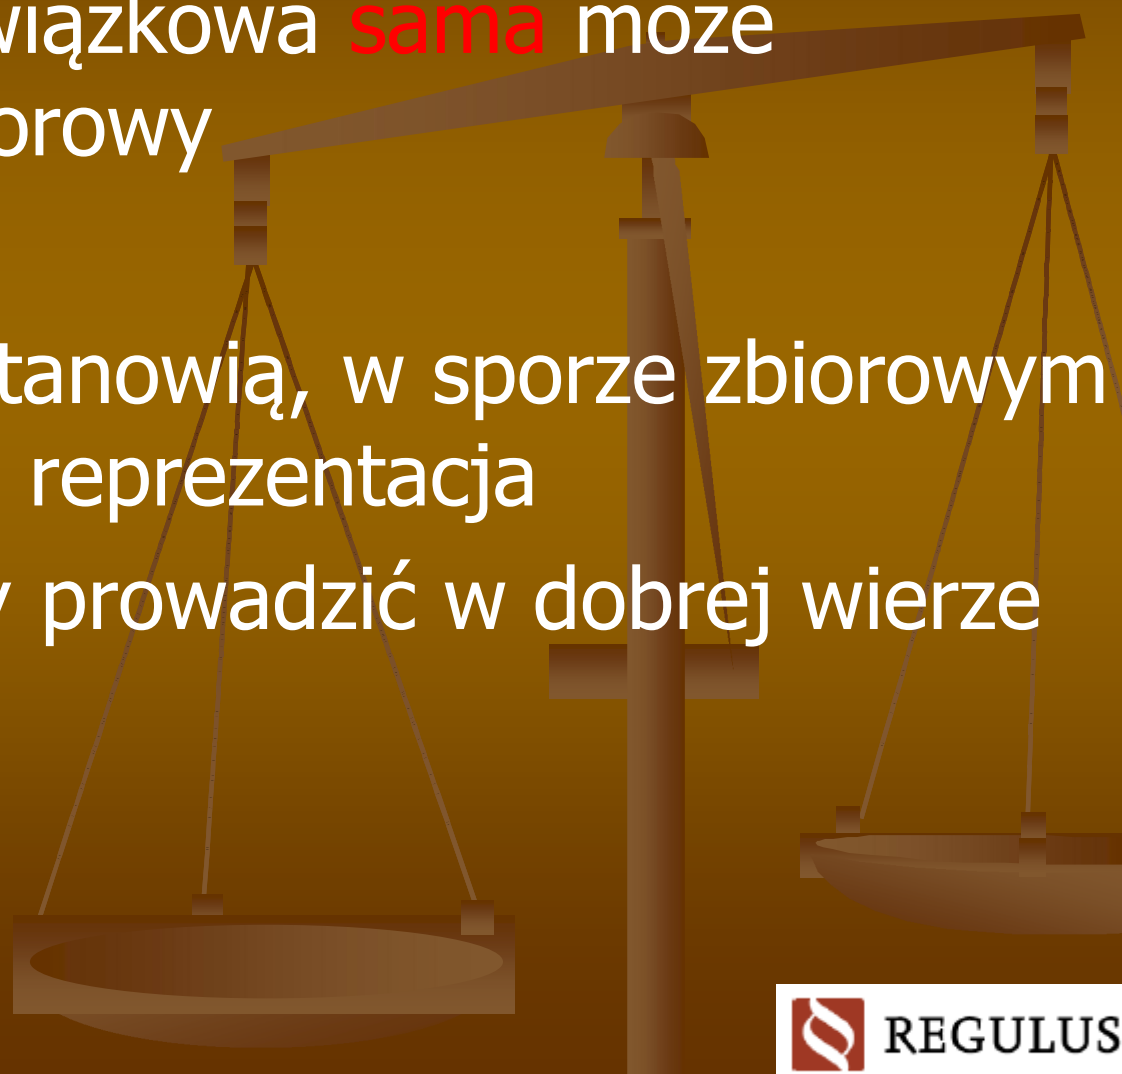 wiązkowa sama może
orowy
tanowią, w sporze zbiorowym
reprezentacja
y prowadzić w dobrej wierze
REGULUS